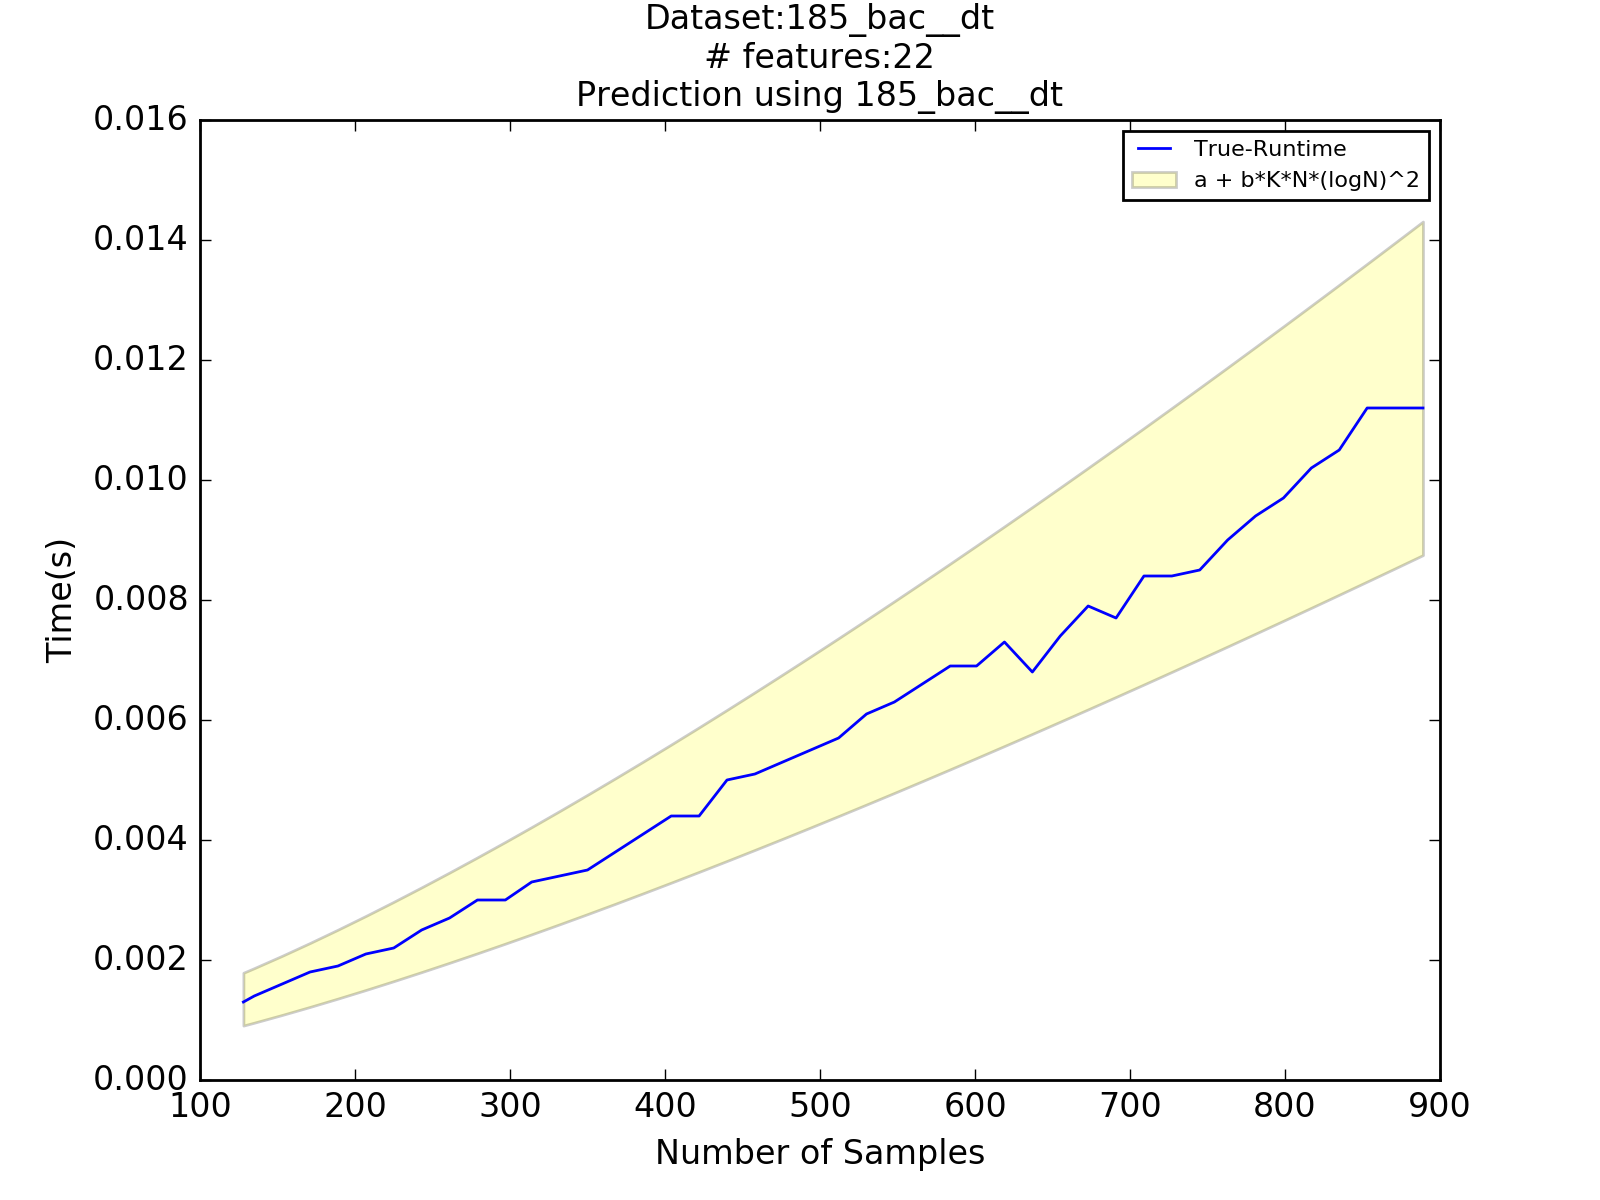 Dataset:185_bac__dt
# features:22
Prediction using 185_bac__dt
True-Runtime
a + b*K*N*(logN)^2
0.016
0.014
0.012
0.010
0.008
0.006
0.004
0.002
0.000
Time(s)
100 200 300 400 500 600 700 800 900
Number of Samples